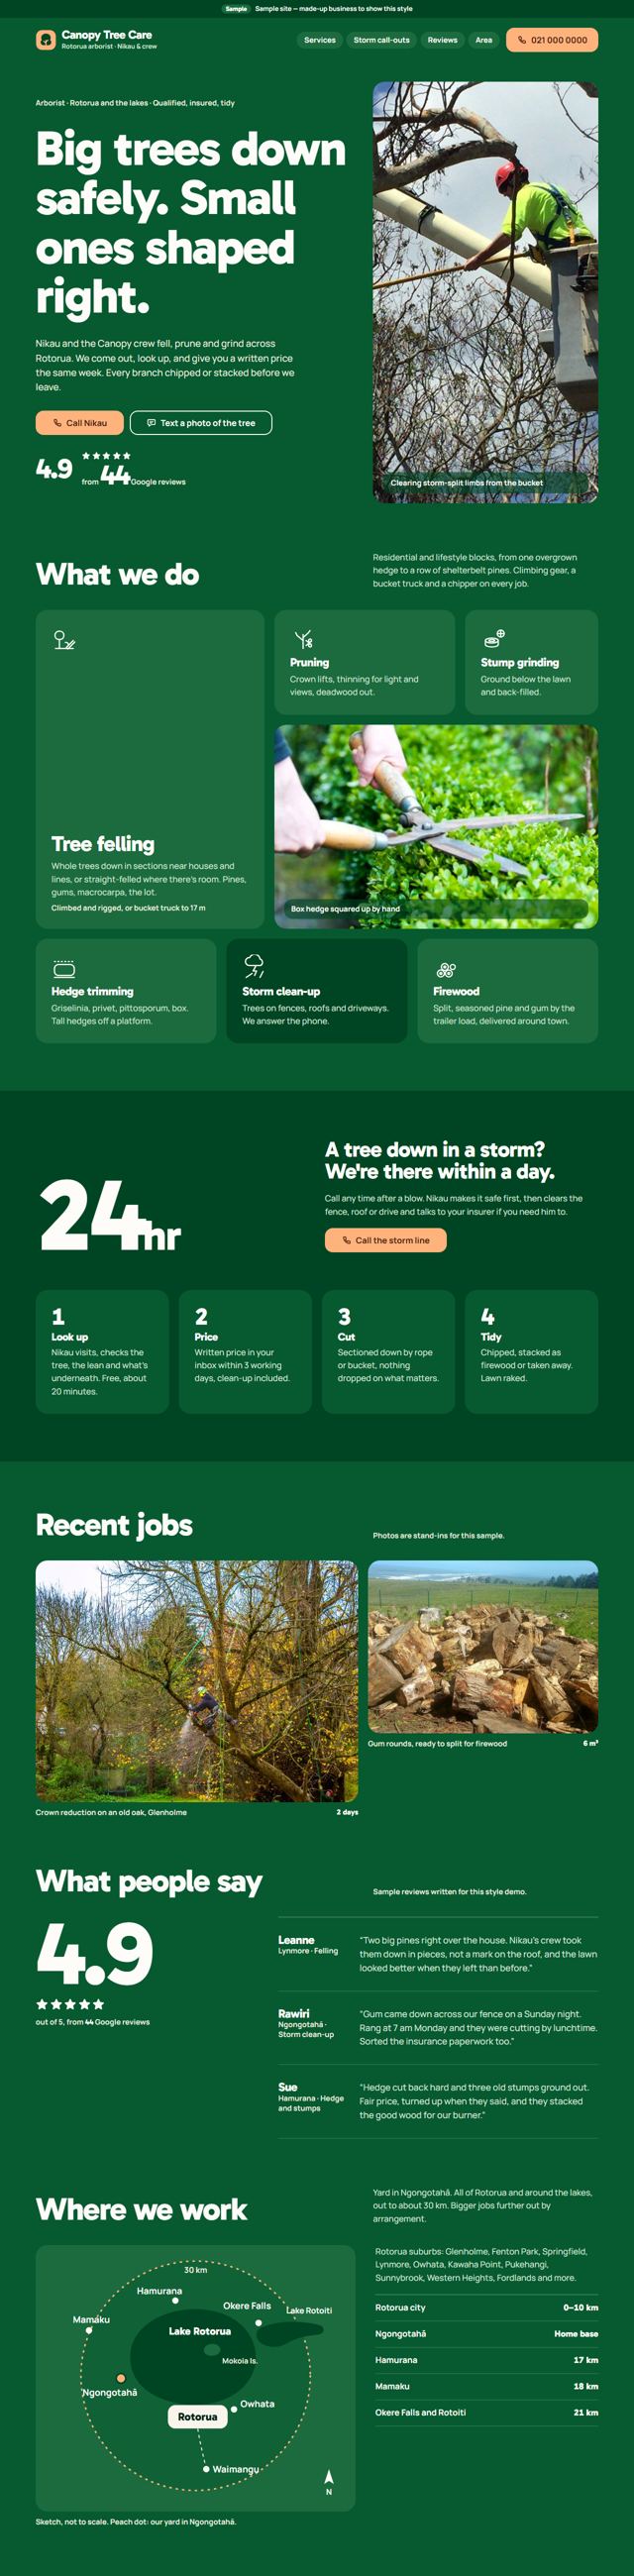 Sample Sample site — made-up business to show this style
Canopy Tree Care
Rotorua arborist · Nikau & crew
Services
Storm call-outs
Reviews
Area
021 000 0000
Arborist · Rotorua and the lakes · Qualified, insured, tidy
Big trees down
safely. Small
ones shaped
right.
Nikau and the Canopy crew fell, prune and grind across
Rotorua. We come out, look up, and give you a written price
the same week. Every branch chipped or stacked before we
leave.
Call Nikau
Text a photo of the tree
4.9
from 44 Google reviews
Clearing storm-split limbs from the bucket
What we do
Residential and lifestyle blocks, from one overgrown
hedge to a row of shelterbelt pines. Climbing gear, a
bucket truck and a chipper on every job.
Tree felling
Whole trees down in sections near houses and
lines, or straight-felled where there's room. Pines,
gums, macrocarpa, the lot.
Climbed and rigged, or bucket truck to 17 m
Pruning
Crown lifts, thinning for light and
views, deadwood out.
Stump grinding
Ground below the lawn
and back-filled.
Box hedge squared up by hand
Hedge trimming
Griselinia, privet, pittosporum, box.
Tall hedges off a platform.
Storm clean-up
Trees on fences, roofs and driveways.
We answer the phone.
Firewood
Split, seasoned pine and gum by the
trailer load, delivered around town.
24hr
A tree down in a storm?
We're there within a day.
Call any time after a blow. Nikau makes it safe first, then clears the
fence, roof or drive and talks to your insurer if you need him to.
Call the storm line
1
Look up
Nikau visits, checks the
tree, the lean and what's
underneath. Free, about
20 minutes.
2
Price
Written price in your
inbox within 3 working
days, clean-up included.
3
Cut
Sectioned down by rope
or bucket, nothing
dropped on what matters.
4
Tidy
Chipped, stacked as
firewood or taken away.
Lawn raked.
Recent jobs
Photos are stand-ins for this sample.
Crown reduction on an old oak, Glenholme
2 days
Gum rounds, ready to split for firewood
6 m³
What people say
Sample reviews written for this style demo.
4.9
out of 5, from 44 Google reviews
Leanne
Lynmore · Felling
“Two big pines right over the house. Nikau's crew took
them down in pieces, not a mark on the roof, and the lawn
looked better when they left than before.”
Rawiri
Ngongotahā ·
Storm clean-up
“Gum came down across our fence on a Sunday night.
Rang at 7 am Monday and they were cutting by lunchtime.
Sorted the insurance paperwork too.”
Sue
Hamurana · Hedge
and stumps
“Hedge cut back hard and three old stumps ground out.
Fair price, turned up when they said, and they stacked
the good wood for our burner.”
Where we work
Yard in Ngongotahā. All of Rotorua and around the lakes,
out to about 30 km. Bigger jobs further out by
arrangement.
30 km
Hamurana
Okere Falls
Lake Rotoiti
Mamaku
Lake Rotorua
Mokoia Is.
Ngongotahā
Owhata
Rotorua
Waimangu
N
Sketch, not to scale. Peach dot: our yard in Ngongotahā.
Rotorua suburbs: Glenholme, Fenton Park, Springfield,
Lynmore, Owhata, Kawaha Point, Pukehangi,
Sunnybrook, Western Heights, Fordlands and more.
Rotorua city 0–10 km
Ngongotahā Home base
Hamurana 17 km
Mamaku 18 km
Okere Falls and Rotoiti 21 km